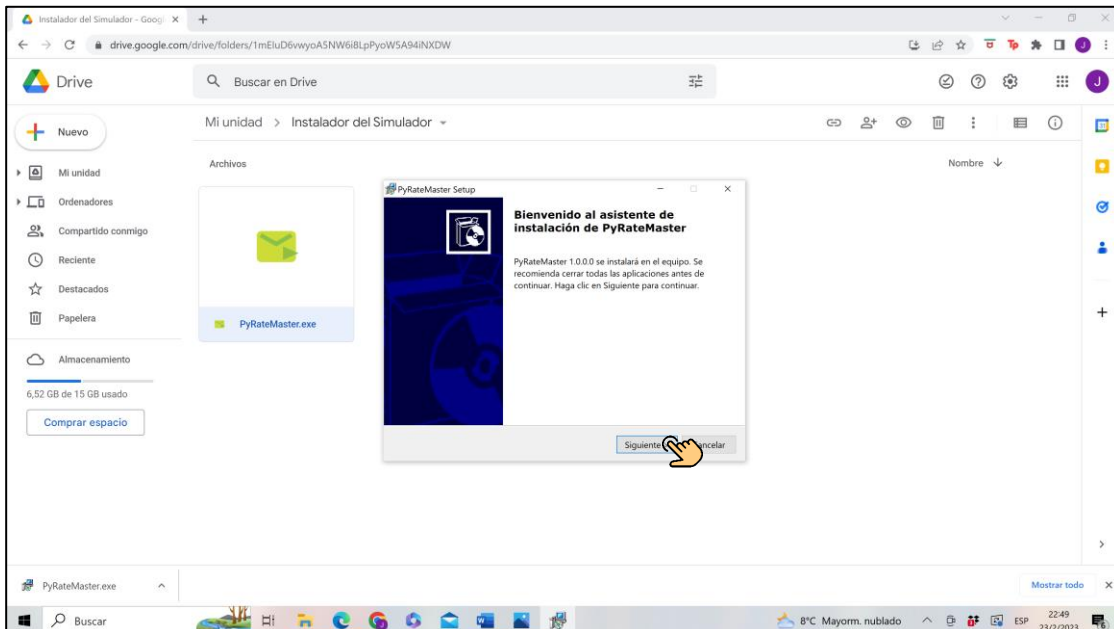 Instalador del Simulador - Goog
drive.google.com/drive/folders/1mEluD6vwyoA5NW6i8LpPyoW5A94iNXDW
Drive
Buscar en Drive
J
Nuevo
Mi unidad > Instalador del Simulador
Mi unidad
Ordenadores
Compartido conmigo
Reciente
Destacados
Papelera
Almacenamiento
6,52 GB de 15 GB usado
Comprar espacio
Archivos
Nombre
PyRateMaster.exe
PyRateMaster Setup
Bienvenido al asistente de
instalación de PyRateMaster
PyRateMaster 1.0.0.0 se instalará en el equipo. Se
recomienda cerrar todas las aplicaciones antes de
continuar. Haga clic en Siguiente para continuar.
Siguiente
ancelar
PyRateMaster.exe
Mostrar todo
Buscar
8°C Mayorm. nublado
ESP
22:49
23/2/2023